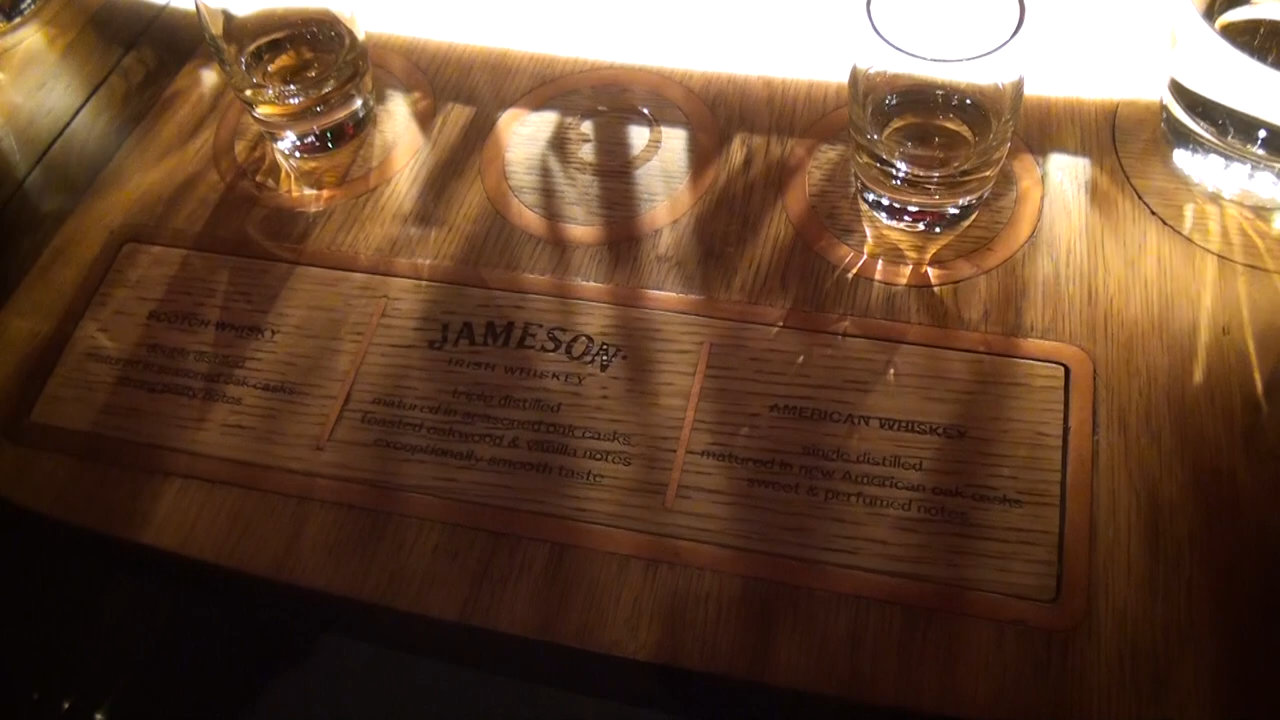 SCOTCH WHISKY
double distilled
matured in seasoned oak casks
strong peaty notes
JAMESON
IRISH WHISKEY
triple distilled
matured in seasoned oak casks
toasted oakwood & vanilla notes
exceptionally smooth taste
AMERICAN WHISKEY
single distilled
matured in new American oak casks
sweet & perfumed notes